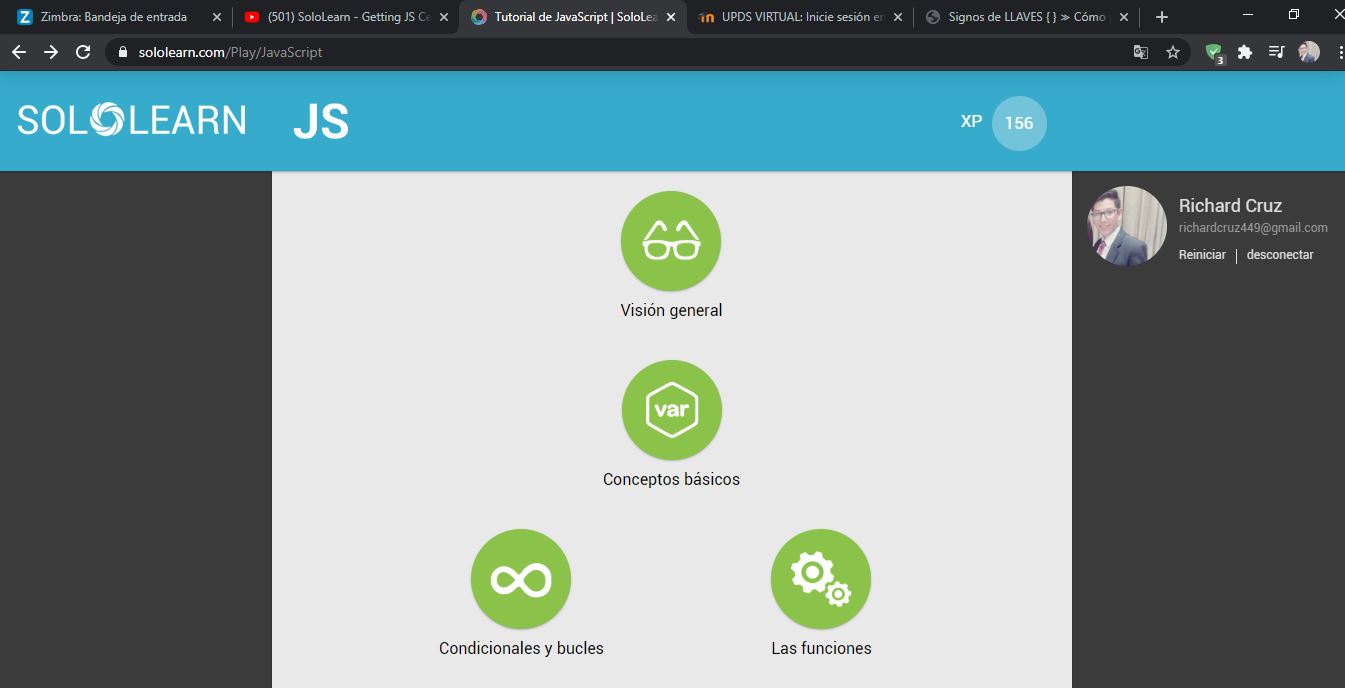 Zimbra: Bandeja de entrada
(501) SoloLearn - Getting JS Ce
Tutorial de JavaScript | SoloLea
UPDS VIRTUAL: Inicie sesión en
Signos de LLAVES { } ≫ Cómo
sololearn.com/Play/JavaScript
3
SOLOLEARN
JS
XP
156
Richard Cruz
richardcruz449@gmail.com
Reiniciar | desconectar
Visión general
var
Conceptos básicos
Condicionales y bucles
Las funciones